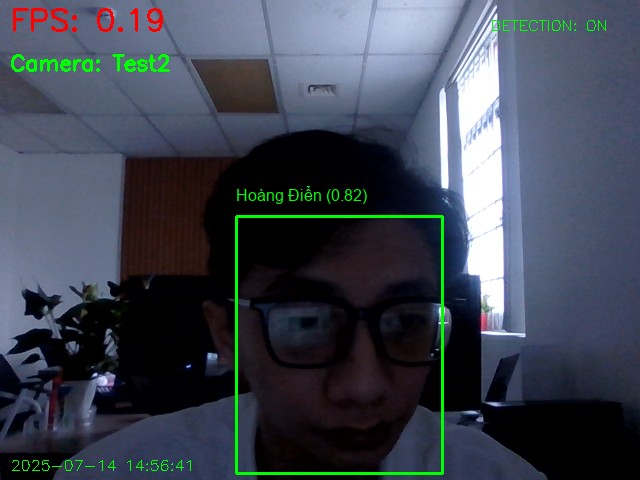 FPS: 0.19
DETECTION: ON
Camera: Test2
Hoàng Điển (0.82)
2025-07-14 14:56:41